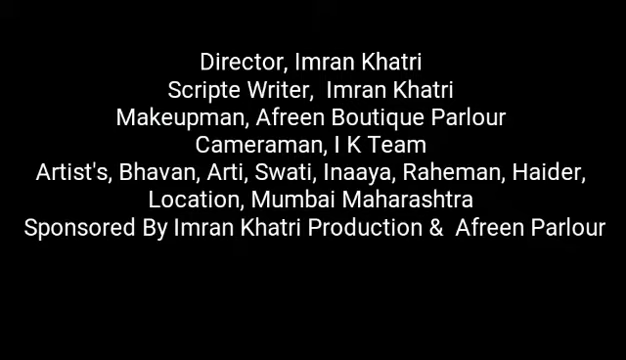 Director, Imran Khatri
Scripte Writer,  Imran Khatri
Makeupman, Afreen Boutique Parlour
Cameraman, I K Team
Artist's, Bhavan, Arti, Swati, Inaaya, Raheman, Haider,
Location, Mumbai Maharashtra
Sponsored By Imran Khatri Production &  Afreen Parlour